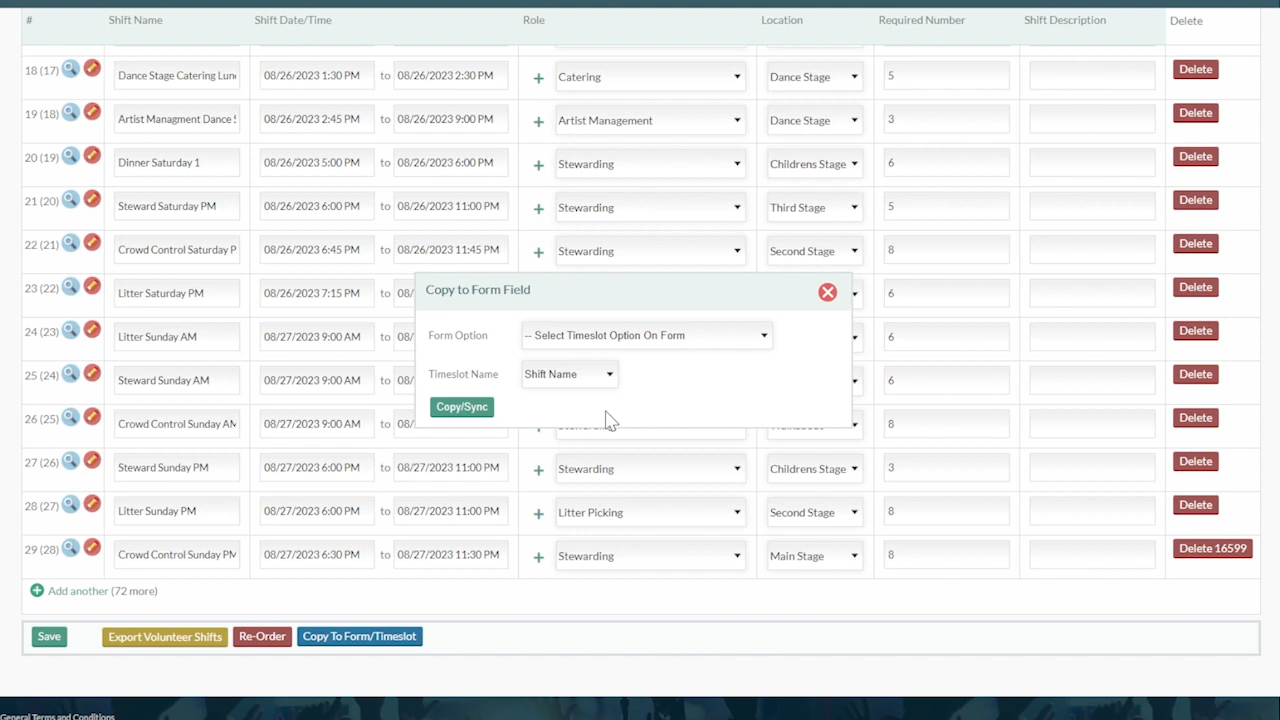 # Shift Name Shift Date/Time Role Location Required Number Shift Description Delete
18 (17) Dance Stage Catering Lun 08/26/2023 1:30 PM to 08/26/2023 2:30 PM Catering Dance Stage 5 Delete
19 (18) Artist Managment Dance S 08/26/2023 2:45 PM to 08/26/2023 9:00 PM Artist Management Dance Stage 3 Delete
20 (19) Dinner Saturday 1 08/26/2023 5:00 PM to 08/26/2023 6:00 PM Stewarding Childrens Stage 6 Delete
21 (20) Steward Saturday PM 08/26/2023 6:00 PM to 08/26/2023 11:00 PM Stewarding Third Stage 5 Delete
22 (21) Crowd Control Saturday P 08/26/2023 6:45 PM to 08/26/2023 11:45 PM Stewarding Second Stage 8 Delete
23 (22) Litter Saturday PM 08/26/2023 7:15 PM to 08/ 6 Delete
24 (23) Litter Sunday AM 08/27/2023 9:00 AM to 08/ 6 Delete
25 (24) Steward Sunday AM 08/27/2023 9:00 AM to 08/ 6 Delete
26 (25) Crowd Control Sunday AM 08/27/2023 9:00 AM to 08/ 8 Delete
27 (26) Steward Sunday PM 08/27/2023 6:00 PM to 08/27/2023 11:00 PM Stewarding Childrens Stage 3 Delete
28 (27) Litter Sunday PM 08/27/2023 6:00 PM to 08/27/2023 11:00 PM Litter Picking Second Stage 8 Delete
29 (28) Crowd Control Sunday PM 08/27/2023 6:30 PM to 08/27/2023 11:30 PM Stewarding Main Stage 8 Delete 16599
Copy to Form Field
Form Option -- Select Timeslot Option On Form
Timeslot Name Shift Name
Copy/Sync
Add another (72 more)
Save Export Volunteer Shifts Re-Order Copy To Form/Timeslot
General Terms and Conditions